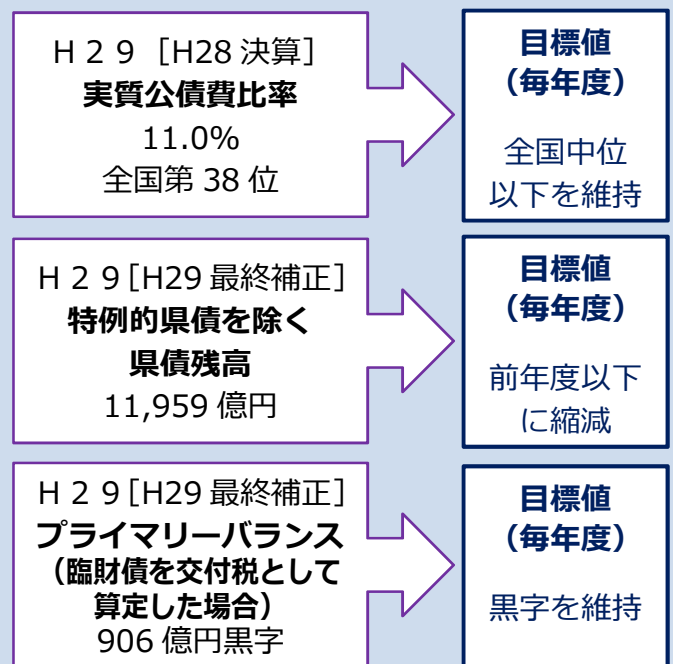 H２９［H28 決算］
実質公債費比率
11.0%
全国第 38 位
目標値
（毎年度）
全国中位
以下を維持
H２９[H29 最終補正]
特例的県債を除く
県債残高
11,959 億円
目標値
（毎年度）
前年度以下
に縮減
H２９[H29 最終補正]
プライマリーバランス
（臨財債を交付税として
算定した場合）
906 億円黒字
目標値
（毎年度）
黒字を維持